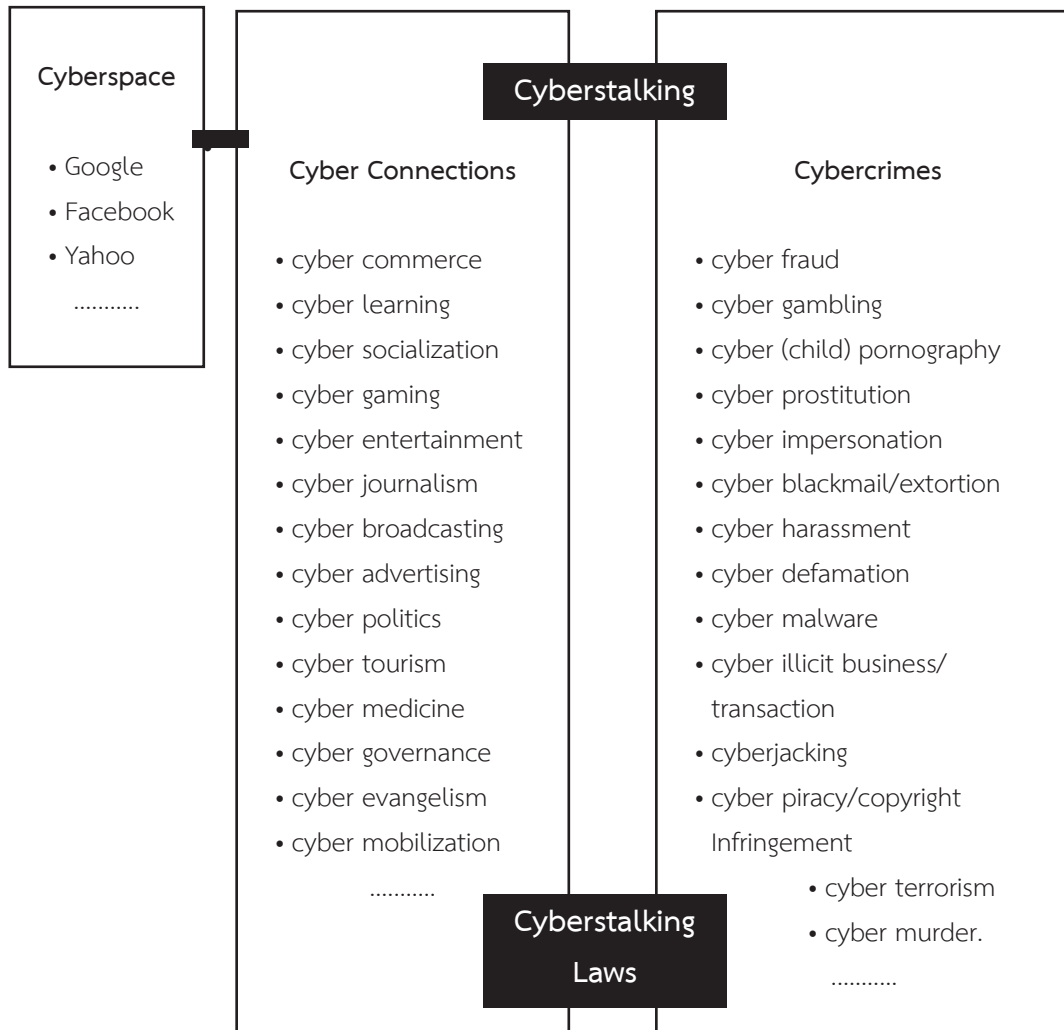 Cyberspace
• Google
• Facebook
• Yahoo
...........
Cyberstalking
Cyber Connections
• cyber commerce
• cyber learning
• cyber socialization
• cyber gaming
• cyber entertainment
• cyber journalism
• cyber broadcasting
• cyber advertising
• cyber politics
• cyber tourism
• cyber medicine
• cyber governance
• cyber evangelism
• cyber mobilization
...........
Cybercrimes
• cyber fraud
• cyber gambling
• cyber (child) pornography
• cyber prostitution
• cyber impersonation
• cyber blackmail/extortion
• cyber harassment
• cyber defamation
• cyber malware
• cyber illicit business/
transaction
• cyberjacking
• cyber piracy/copyright
Infringement
• cyber terrorism
• cyber murder.
...........
Cyberstalking
Laws